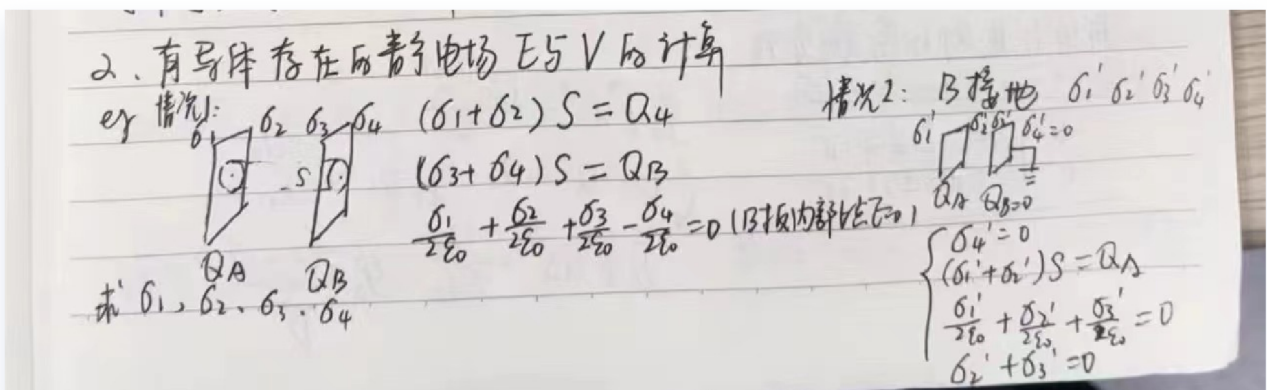 2、有导体存在的静电场 E与V的计算
eg 情况1:
σ1 σ2 σ3 σ4 (σ1+σ2) S = QA
S (σ3+σ4) S = QB
σ1/2ε0 + σ2/2ε0 + σ3/2ε0 - σ4/2ε0 = 0 (B板内部的点E=0)
QA QB
求 σ1、σ2、σ3、σ4
情况2: B接地 σ1' σ2' σ3' σ4'
σ1' σ2' σ3' σ4'=0
QA QB=0
σ4' = 0
(σ1'+σ2') S = QA
σ1'/2ε0 + σ2'/2ε0 + σ3'/2ε0 = 0
σ2' + σ3' = 0